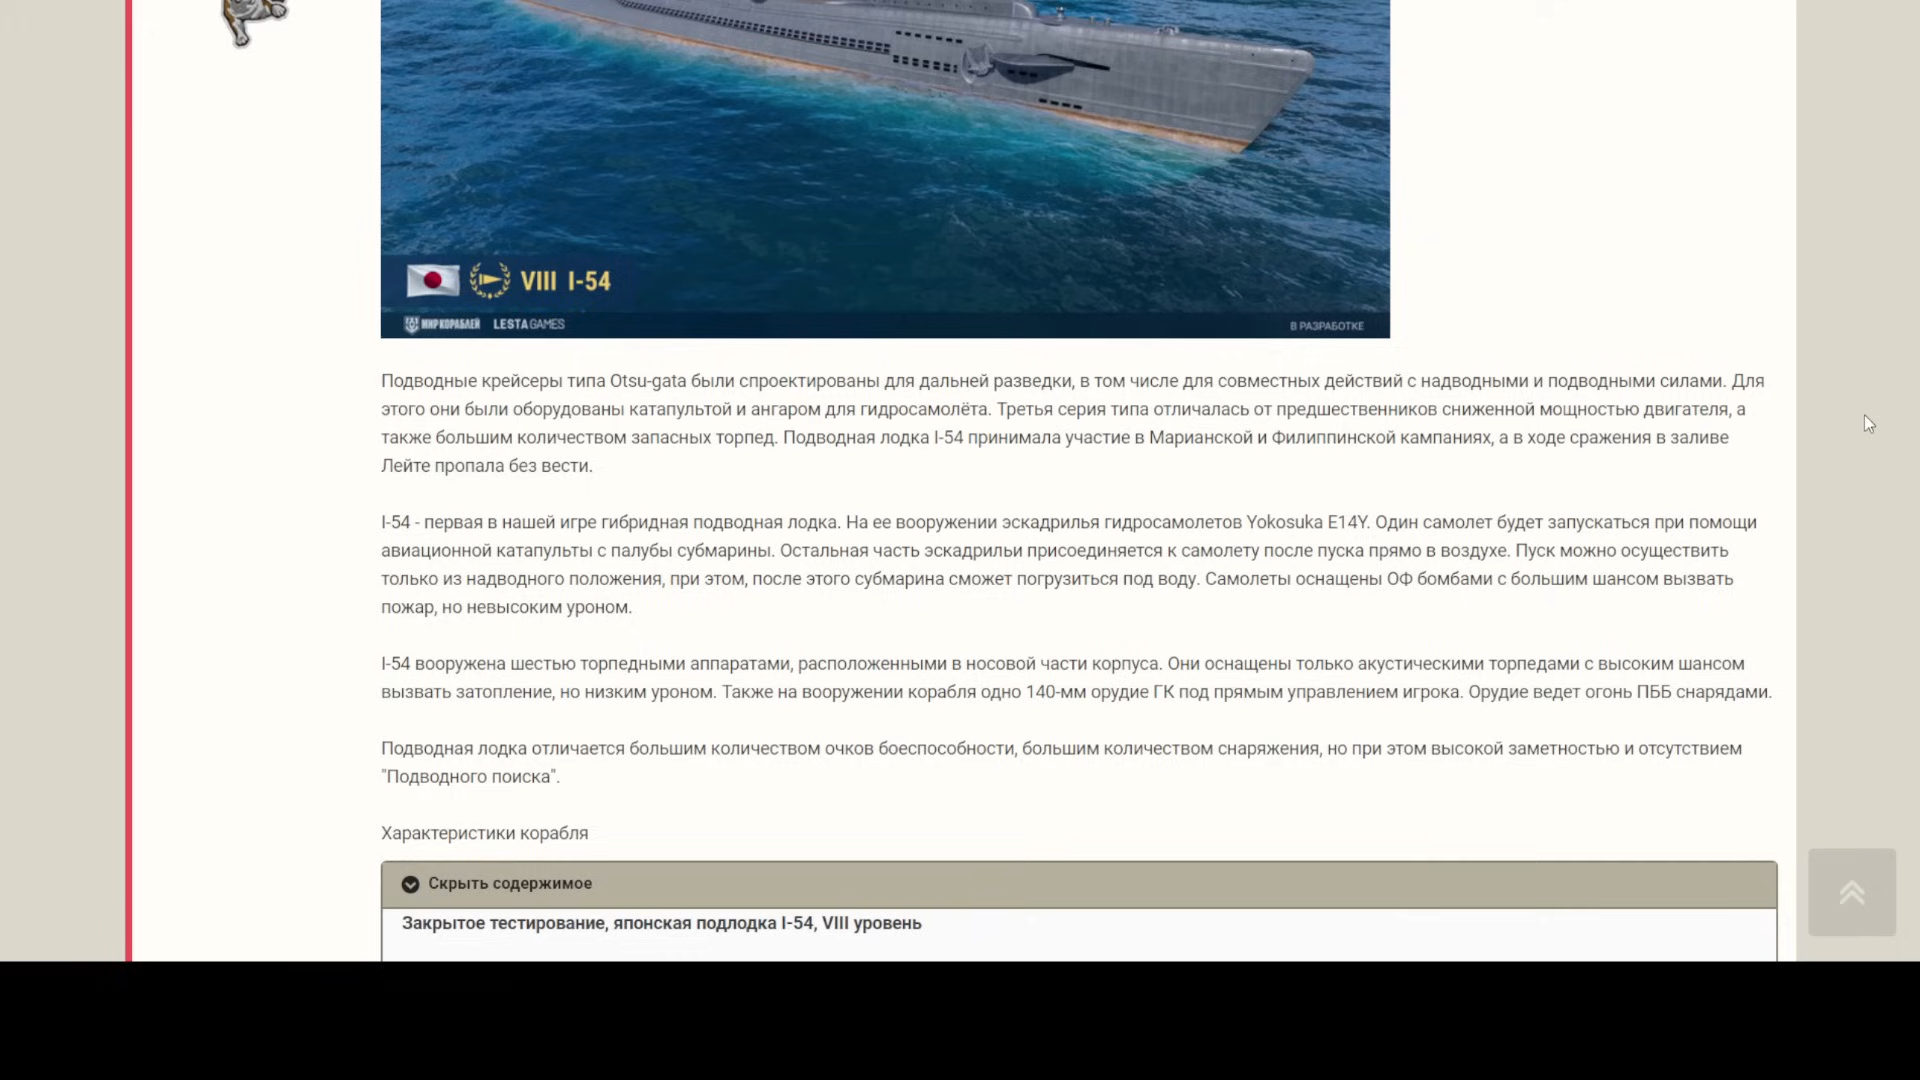 VIII I-54
МИР КОРАБЛЕЙ LESTA GAMES
В РАЗРАБОТКЕ
Подводные крейсеры типа Otsu-gata были спроектированы для дальней разведки, в том числе для совместных действий с надводными и подводными силами. Для
этого они были оборудованы катапультой и ангаром для гидросамолёта. Третья серия типа отличалась от предшественников сниженной мощностью двигателя, а
также большим количеством запасных торпед. Подводная лодка I-54 принимала участие в Марианской и Филиппинской кампаниях, а в ходе сражения в заливе
Лейте пропала без вести.
I-54 - первая в нашей игре гибридная подводная лодка. На ее вооружении эскадрилья гидросамолетов Yokosuka E14Y. Один самолет будет запускаться при помощи
авиационной катапульты с палубы субмарины. Остальная часть эскадрильи присоединяется к самолету после пуска прямо в воздухе. Пуск можно осуществить
только из надводного положения, при этом, после этого субмарина сможет погрузиться под воду. Самолеты оснащены ОФ бомбами с большим шансом вызвать
пожар, но невысоким уроном.
I-54 вооружена шестью торпедными аппаратами, расположенными в носовой части корпуса. Они оснащены только акустическими торпедами с высоким шансом
вызвать затопление, но низким уроном. Также на вооружении корабля одно 140-мм орудие ГК под прямым управлением игрока. Орудие ведет огонь ПББ снарядами.
Подводная лодка отличается большим количеством очков боеспособности, большим количеством снаряжения, но при этом высокой заметностью и отсутствием
"Подводного поиска".
Характеристики корабля
Скрыть содержимое
Закрытое тестирование, японская подлодка I-54, VIII уровень